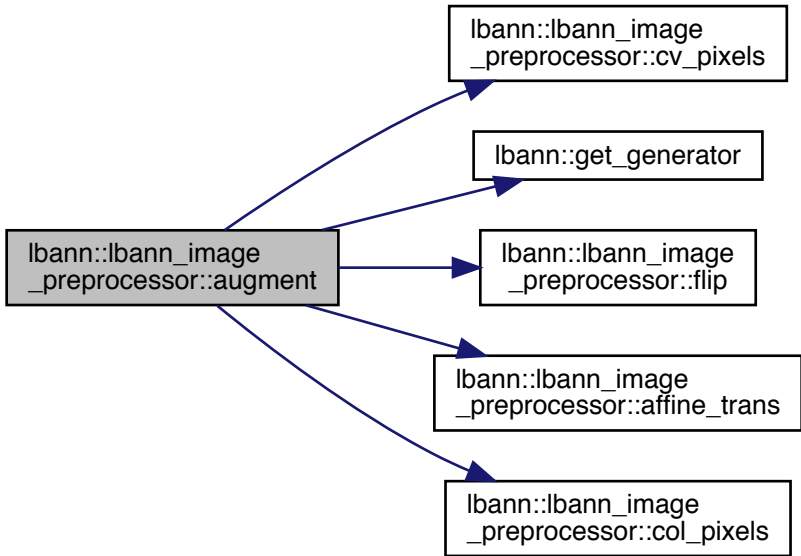 lbann::lbann_image
_preprocessor::cv_pixels
lbann::get_generator
lbann::lbann_image
_preprocessor::augment
lbann::lbann_image
_preprocessor::flip
lbann::lbann_image
_preprocessor::affine_trans
lbann::lbann_image
_preprocessor::col_pixels